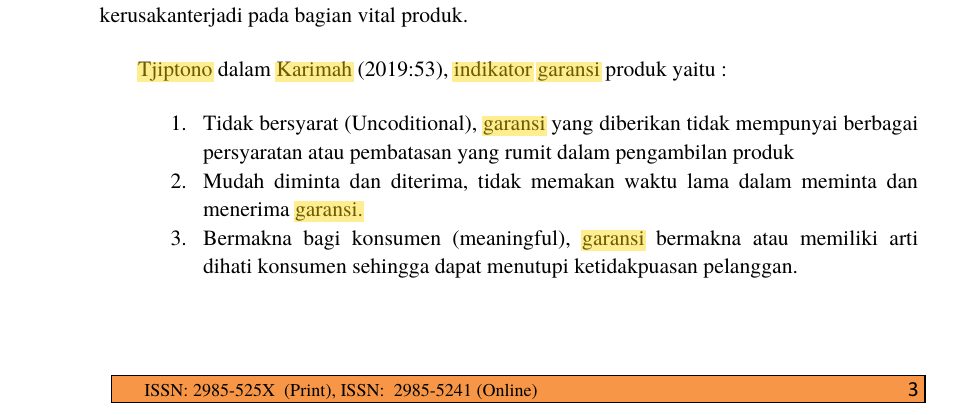 kerusakanterjadi pada bagian vital produk.
Tjiptono dalam Karimah (2019:53), indikator garansi produk yaitu :
1. Tidak bersyarat (Uncoditional), garansi yang diberikan tidak mempunyai berbagai
persyaratan atau pembatasan yang rumit dalam pengambilan produk
2. Mudah diminta dan diterima, tidak memakan waktu lama dalam meminta dan
menerima garansi.
3. Bermakna bagi konsumen (meaningful), garansi bermakna atau memiliki arti
dihati konsumen sehingga dapat menutupi ketidakpuasan pelanggan.
ISSN: 2985-525X (Print), ISSN: 2985-5241 (Online) 3